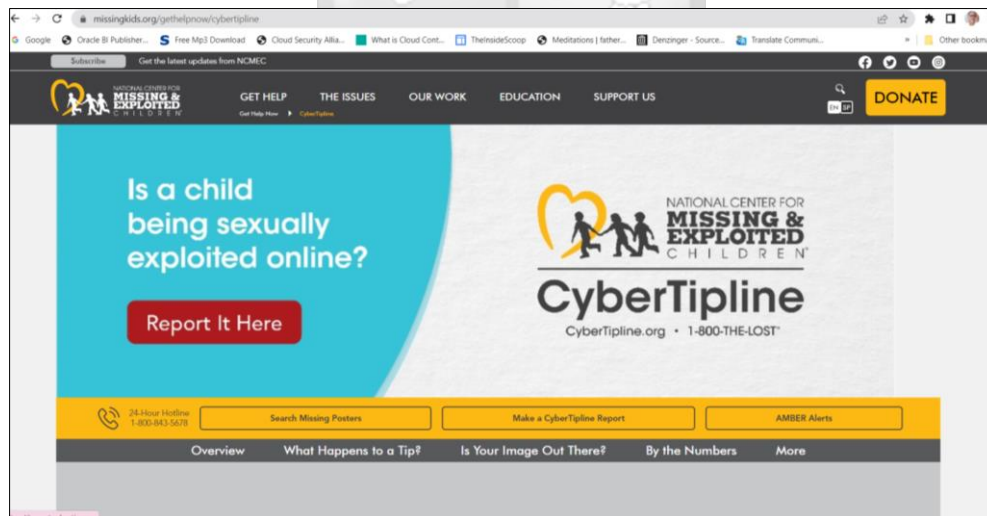 missingkids.org/gethelpnow/cybertipline
Google Oracle BI Publisher... Free Mp3 Download Cloud Security Allia... What is Cloud Cont... TheInsideScoop Meditations | father... Denzinger - Source... Translate Communi... » Other bookm
Subscribe Get the latest updates from NCMEC
NATIONAL CENTER FOR
MISSING &
EXPLOITED
CHILDREN
GET HELP THE ISSUES OUR WORK EDUCATION SUPPORT US
Get Help Now CyberTipline
EN SP
DONATE
Is a child
being sexually
exploited online?
Report It Here
NATIONAL CENTER FOR
MISSING &
EXPLOITED
CHILDREN
CyberTipline
CyberTipline.org • 1-800-THE-LOST
24-Hour Hotline
1-800-843-5678
Search Missing Posters Make a CyberTipline Report AMBER Alerts
Overview What Happens to a Tip? Is Your Image Out There? By the Numbers More